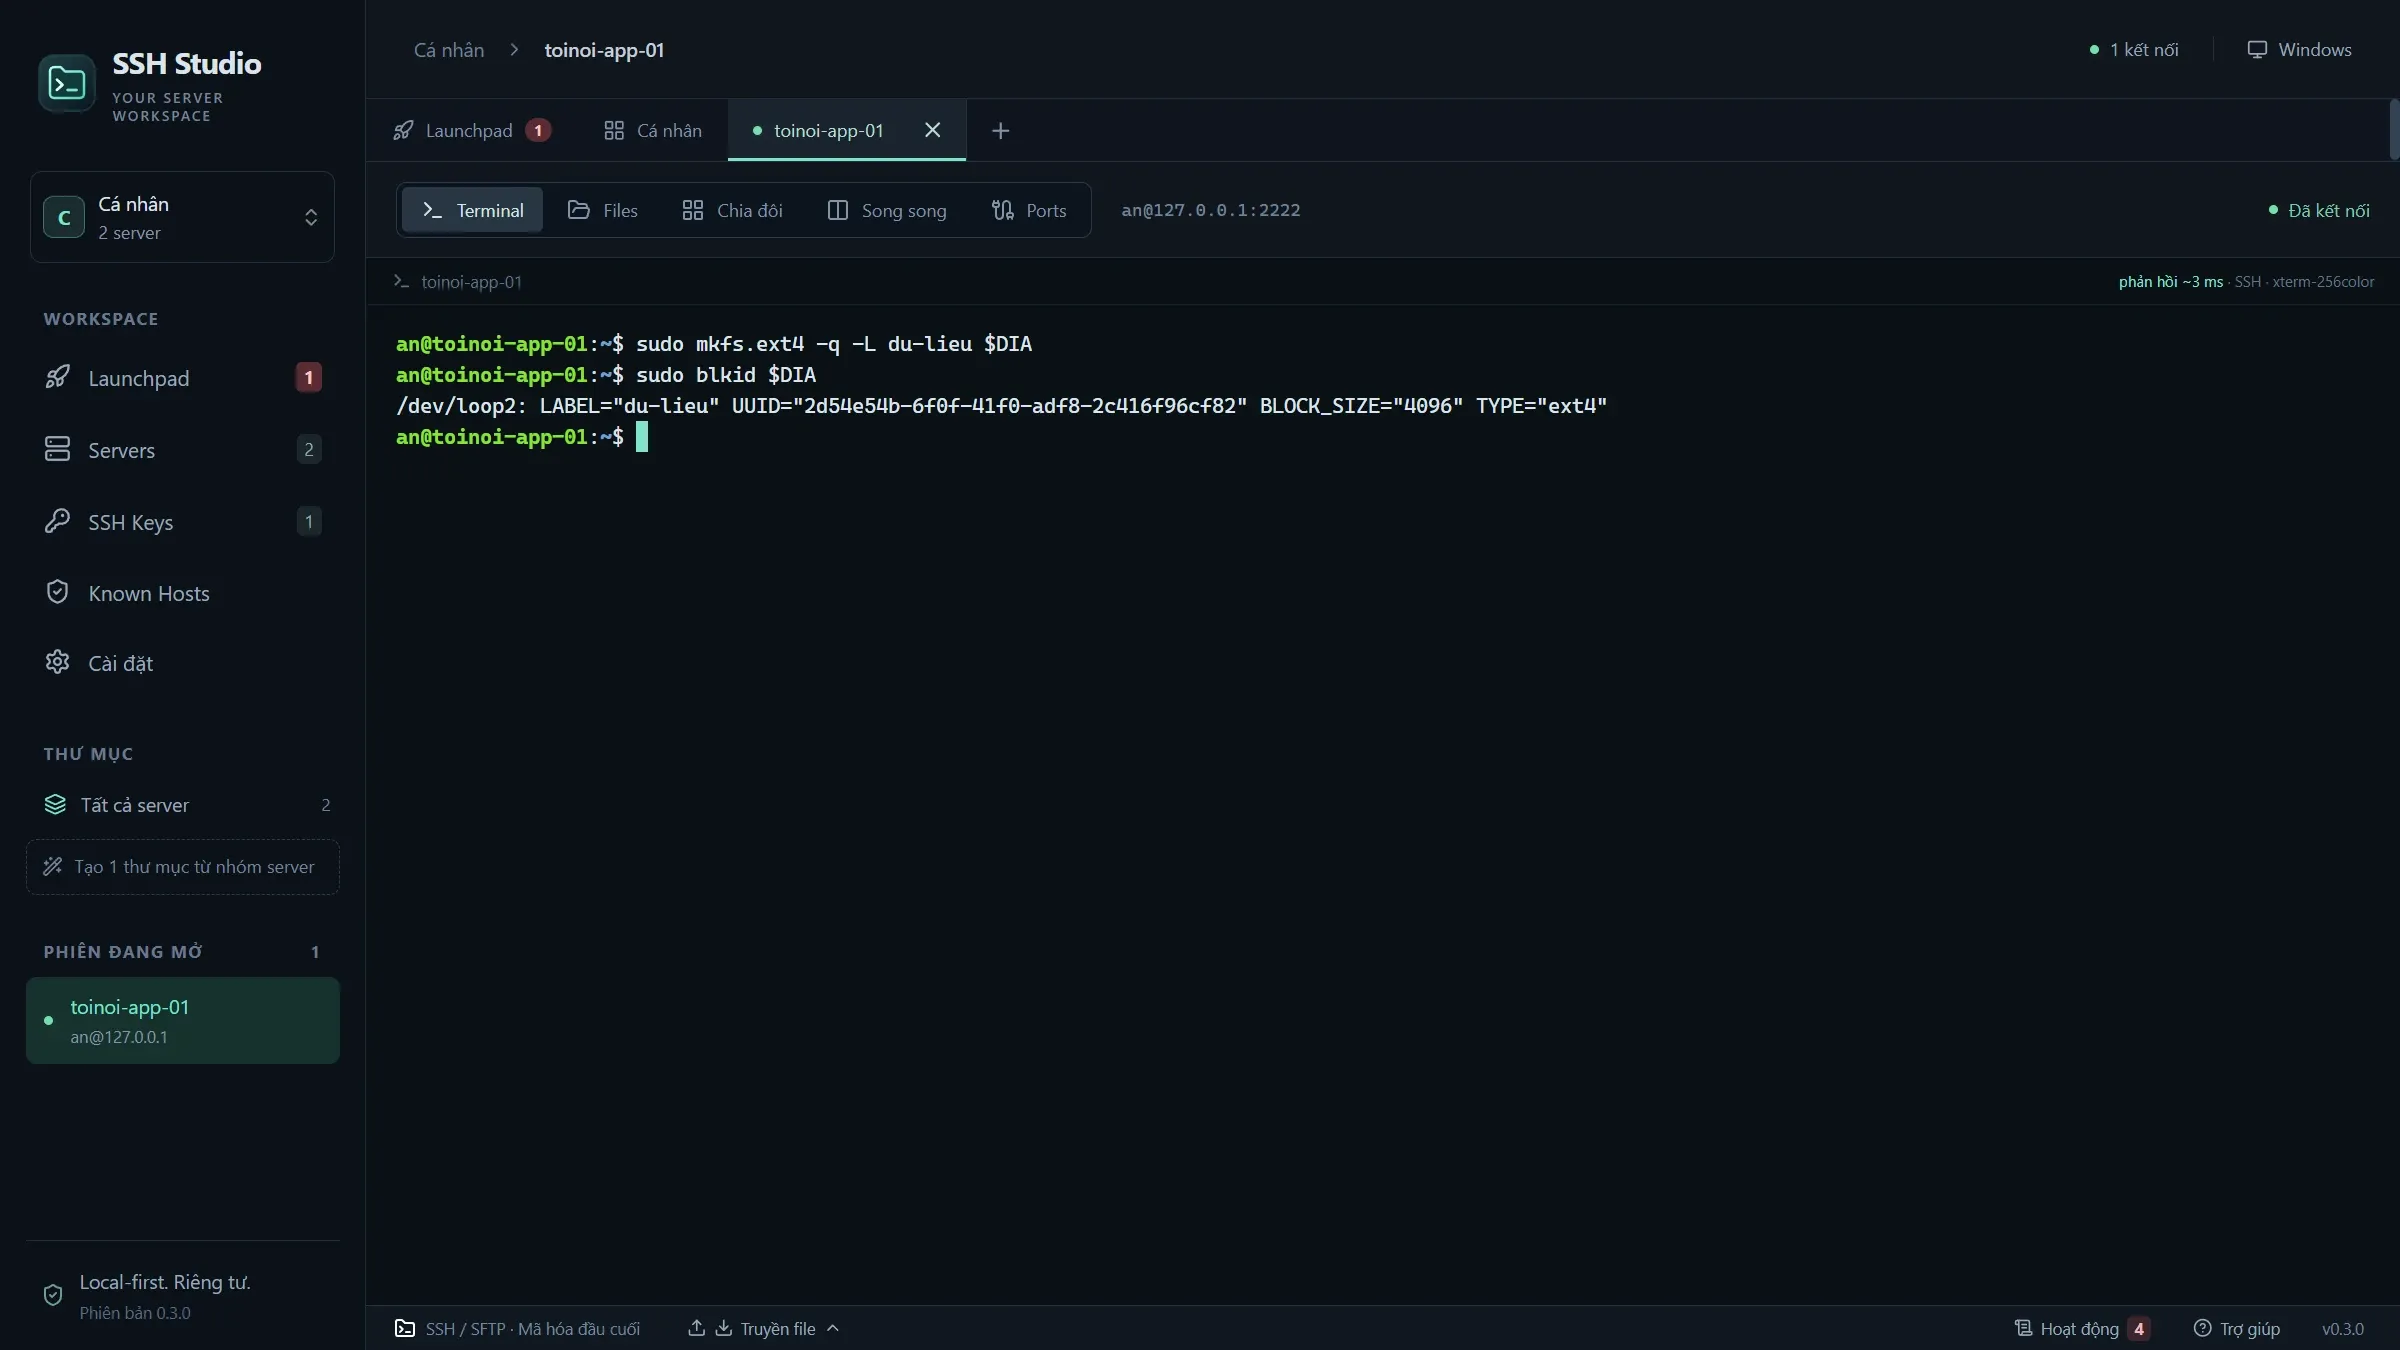 SSH Studio
YOUR SERVER
WORKSPACE
C
Cá nhân
2 server
WORKSPACE
Launchpad 1
Servers 2
SSH Keys 1
Known Hosts
Cài đặt
THƯ MỤC
Tất cả server 2
Tạo 1 thư mục từ nhóm server
PHIÊN ĐANG MỞ 1
toinoi-app-01
an@127.0.0.1
Local-first. Riêng tư.
Phiên bản 0.3.0
Cá nhân > toinoi-app-01
1 kết nối
Windows
Launchpad 1
Cá nhân
toinoi-app-01
Terminal
Files
Chia đôi
Song song
Ports
an@127.0.0.1:2222
Đã kết nối
toinoi-app-01
phản hồi ~3 ms · SSH · xterm-256color
an@toinoi-app-01:~$ sudo mkfs.ext4 -q -L du-lieu $DIA
an@toinoi-app-01:~$ sudo blkid $DIA
/dev/loop2: LABEL="du-lieu" UUID="2d54e54b-6f0f-41f0-adf8-2c416f96cf82" BLOCK_SIZE="4096" TYPE="ext4"
an@toinoi-app-01:~$
SSH / SFTP · Mã hóa đầu cuối
Truyền file
Hoạt động 4
Trợ giúp
v0.3.0